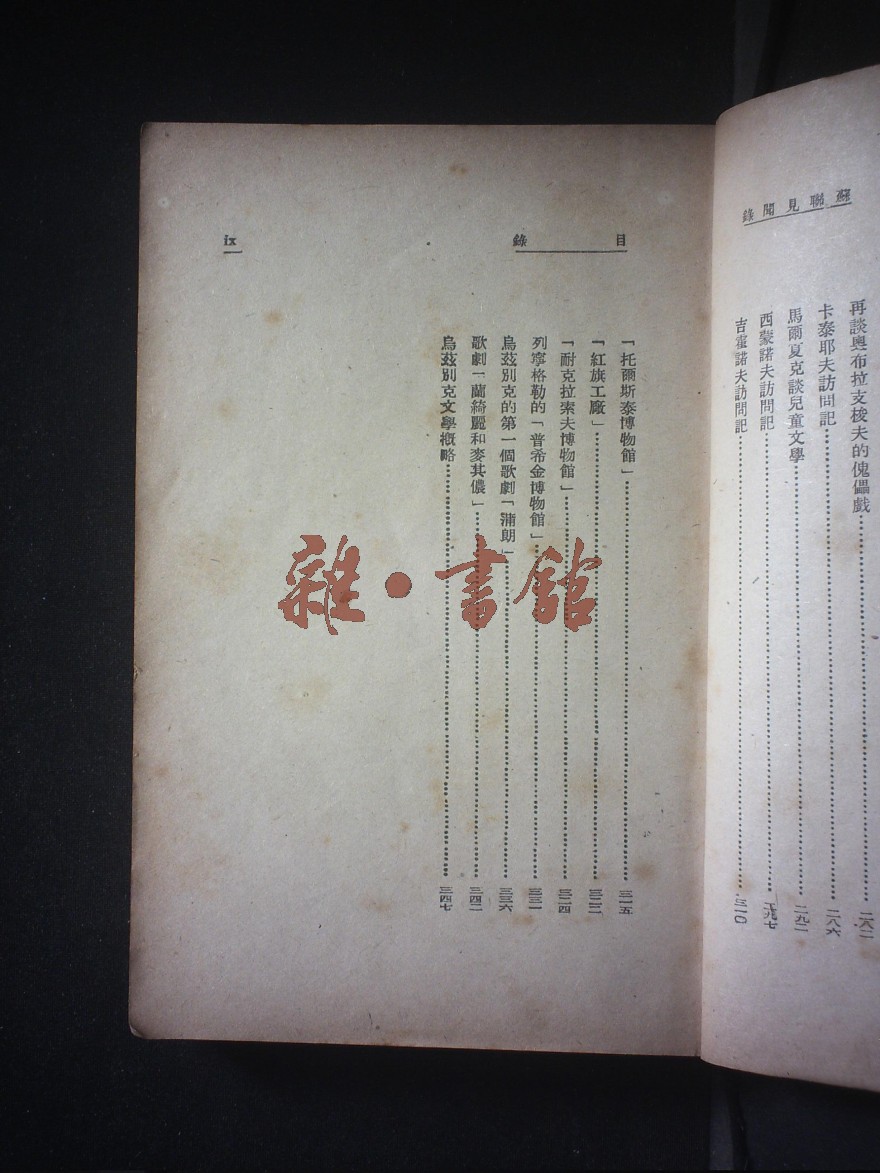 蘇聯見聞錄
再談奧布拉支梭夫的傀儡戲 二八二
卡泰耶夫訪問記 二八六
馬爾夏克談兒童文學 二九二
西蒙諾夫訪問記 二九七
吉霍諾夫訪問記 三一〇
目錄
ix
「托爾斯泰博物館」 三一五
「紅旗工廠」 三二二
「耐克拉索夫博物館」 三二四
列寧格勒的「普希金博物館」 三三一
烏茲別克的第一個歌劇「蒲朗」 三三六
歌劇「蘭綺麗和麥其儂」 三四二
烏茲別克文學概略 三四七
雜·書館